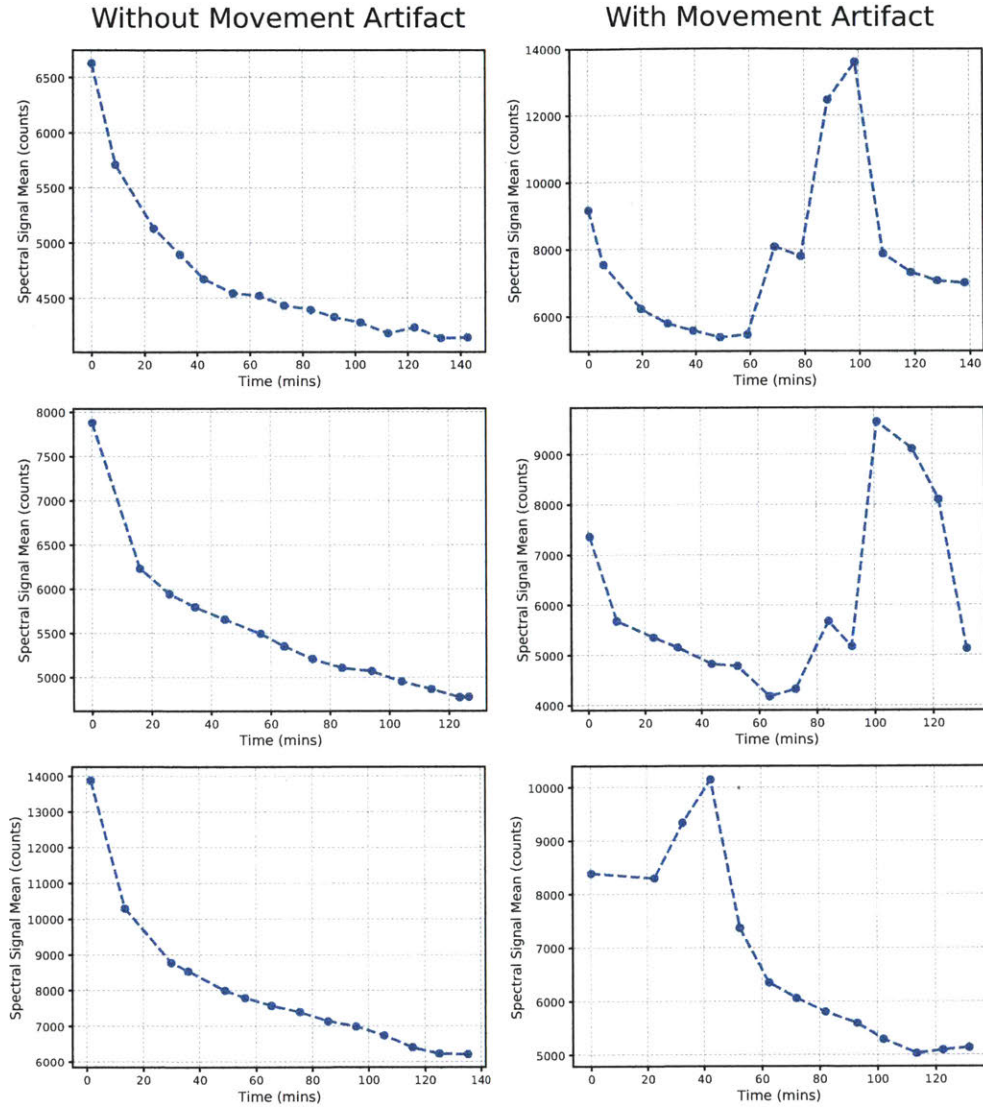 Without Movement Artifact
With Movement Artifact
6500
6000
5500
5000
4500
Spectral Signal Mean (counts)
0 20 40 60 80 100 120 140
Time (mins)
14000
12000
10000
8000
6000
Spectral Signal Mean (counts)
0 20 40 60 80 100 120 140
Time (mins)
8000
7500
7000
6500
6000
5500
5000
Spectral Signal Mean (counts)
0 20 40 60 80 100 120
Time (mins)
9000
8000
7000
6000
5000
4000
Spectral Signal Mean (counts)
0 20 40 60 80 100 120
Time (mins)
14000
13000
12000
11000
10000
9000
8000
7000
6000
Spectral Signal Mean (counts)
0 20 40 60 80 100 120 140
Time (mins)
10000
9000
8000
7000
6000
5000
Spectral Signal Mean (counts)
0 20 40 60 80 100 120
Time (mins)